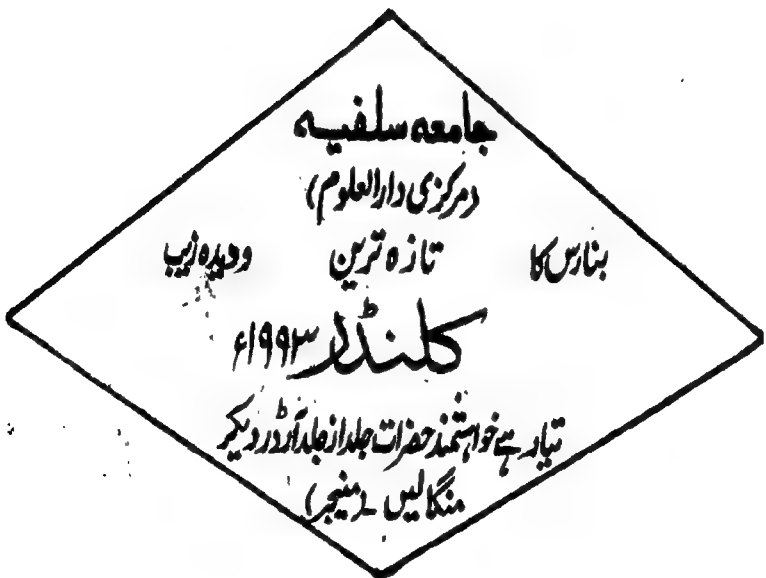 جامعہ سلفیہ
(مرکزی دارالعلوم)
بنارس کا تازہ ترین ودیدہ زیب
کلنڈر ۱۹۹۳ء
تیار ہے خواہشمند حضرات جلد از جلد آرڈر دیکر
منگالیں ۔ (منیجر)